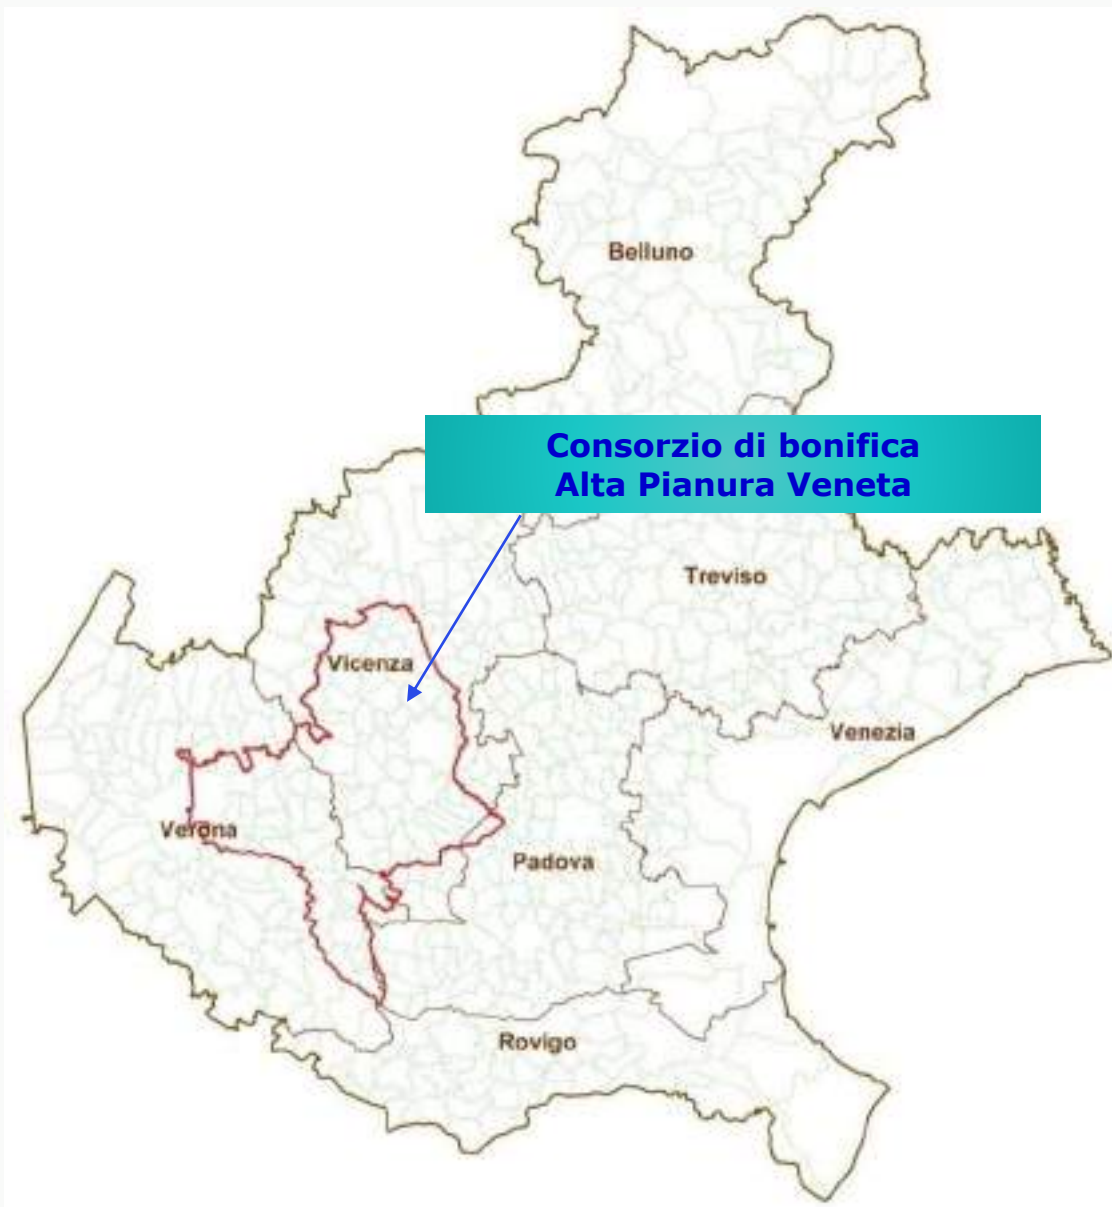 Belluno
Consorzio di bonifica
Alta Pianura Veneta
Treviso
Vicenza
Venezia
Verona
Padova
Rovigo